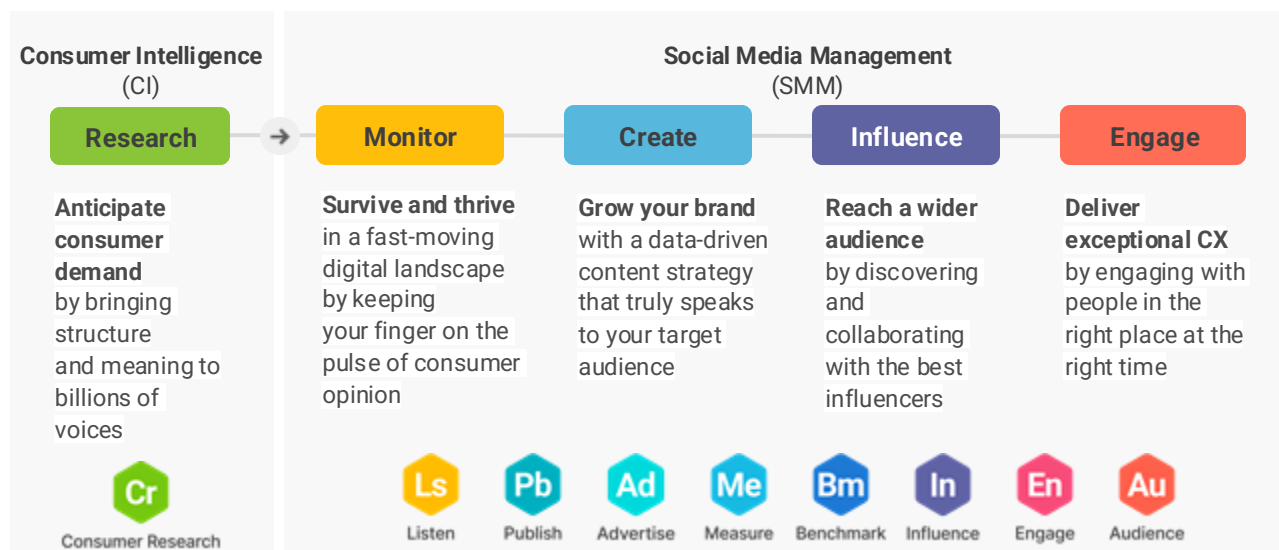 Consumer Intelligence
(CI)
Social Media Management
(SMM)
Research
Monitor
Create
Influence
Engage
Anticipate
consumer
demand
by bringing
structure
and meaning to
billions of
voices
Survive and thrive
in a fast-moving
digital landscape
by keeping
your finger on the
pulse of consumer
opinion
Grow your brand
with a data-driven
content strategy
that truly speaks
to your target
audience
Reach a wider
audience
by discovering
and
collaborating
with the best
influencers
Deliver
exceptional CX
by engaging with
people in the
right place at the
right time
Cr
Consumer Research
Ls
Listen
Pb
Publish
Ad
Advertise
Me
Measure
Bm
Benchmark
In
Influence
En
Engage
Au
Audience